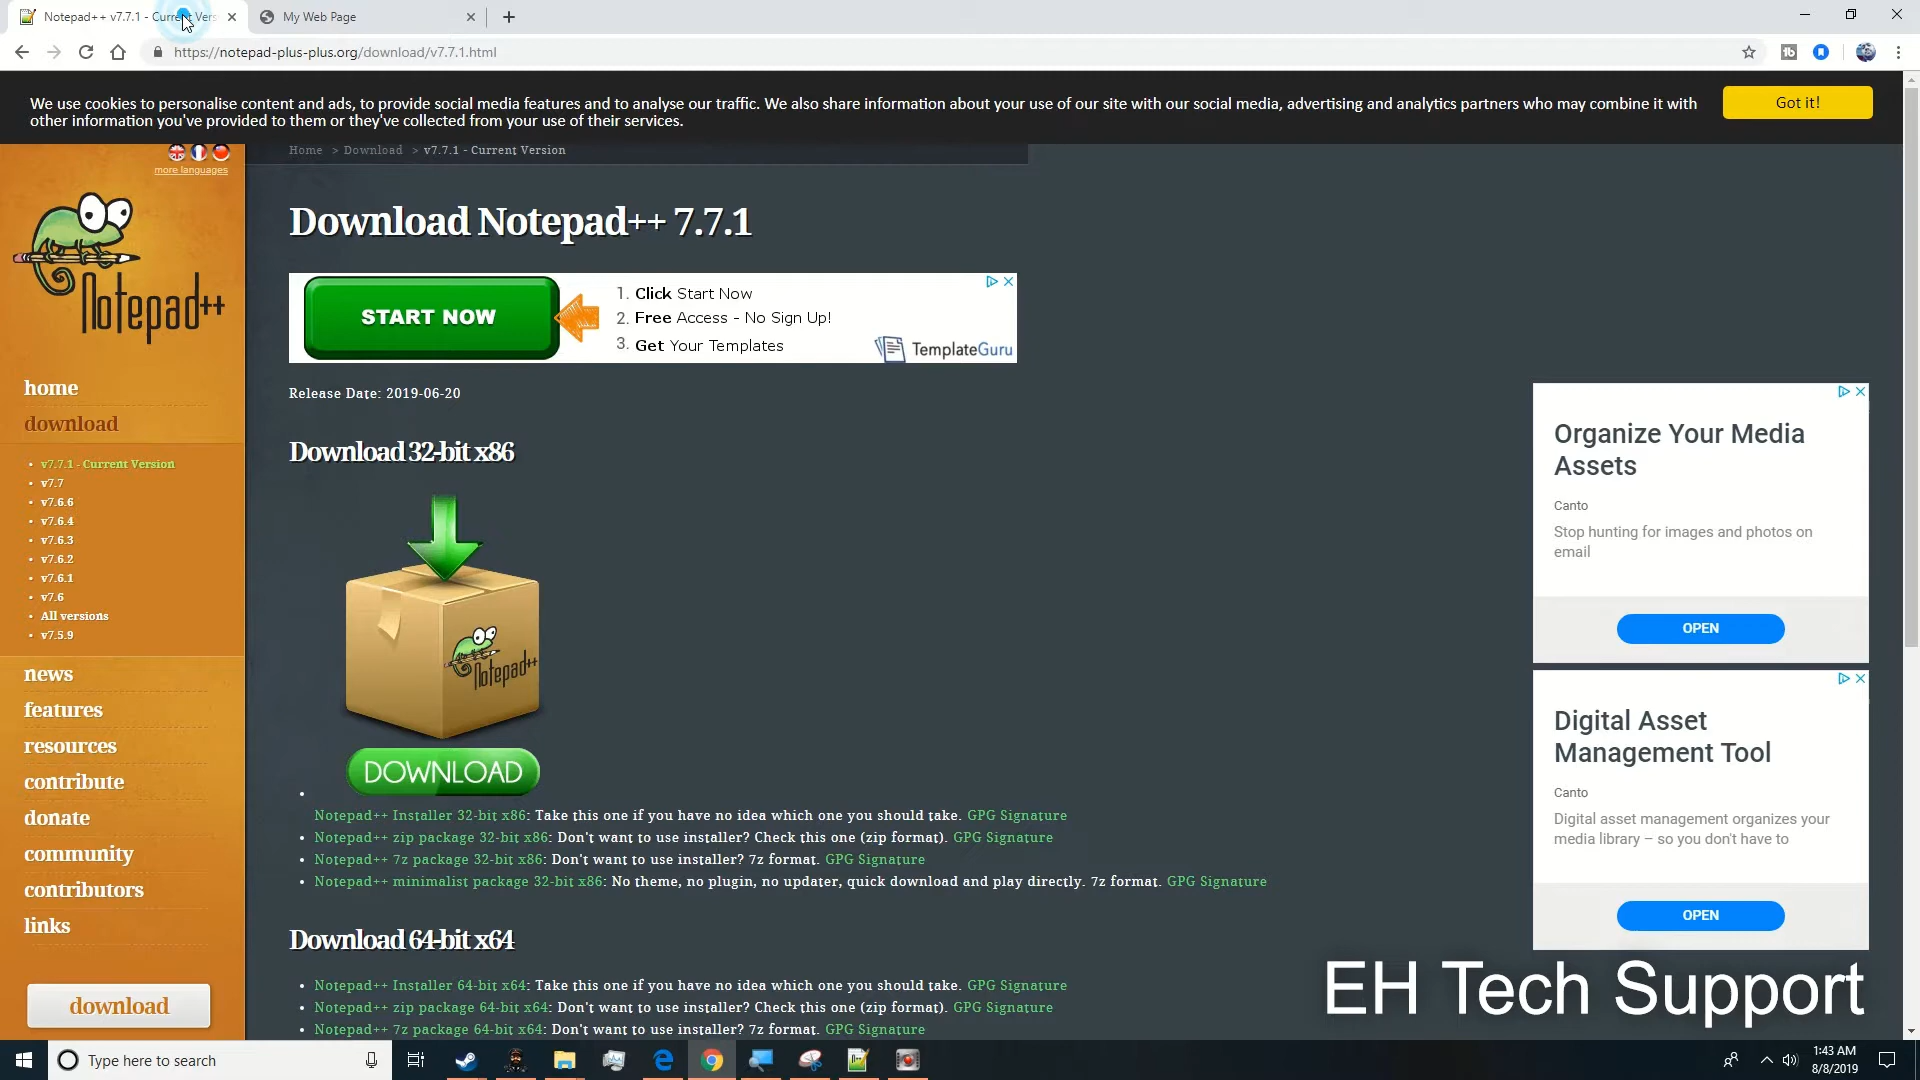 Notepad++ v7.7.1 - Current Vers
My Web Page
https://notepad-plus-plus.org/download/v7.7.1.html
We use cookies to personalise content and ads, to provide social media features and to analyse our traffic. We also share information about your use of our site with our social media, advertising and analytics partners who may combine it with
other information you've provided to them or they've collected from your use of their services.
Got it!
more languages
Home > Download > v7.7.1 - Current Version
Notepad++
home
download
v7.7.1 - Current Version
v7.7
v7.6.6
v7.6.4
v7.6.3
v7.6.2
v7.6.1
v7.6
All versions
v7.5.9
news
features
resources
contribute
donate
community
contributors
links
download
Download Notepad++ 7.7.1
START NOW
1. Click Start Now
2. Free Access - No Sign Up!
3. Get Your Templates
TemplateGuru
Release Date: 2019-06-20
Download 32-bit x86
Notepad++
DOWNLOAD
Notepad++ Installer 32-bit x86: Take this one if you have no idea which one you should take. GPG Signature
Notepad++ zip package 32-bit x86: Don't want to use installer? Check this one (zip format). GPG Signature
Notepad++ 7z package 32-bit x86: Don't want to use installer? 7z format. GPG Signature
Notepad++ minimalist package 32-bit x86: No theme, no plugin, no updater, quick download and play directly. 7z format. GPG Signature
Download 64-bit x64
Notepad++ Installer 64-bit x64: Take this one if you have no idea which one you should take. GPG Signature
Notepad++ zip package 64-bit x64: Don't want to use installer? Check this one (zip format). GPG Signature
Notepad++ 7z package 64-bit x64: Don't want to use installer? 7z format. GPG Signature
Organize Your Media
Assets
Canto
Stop hunting for images and photos on
email
OPEN
Digital Asset
Management Tool
Canto
Digital asset management organizes your
media library – so you don't have to
OPEN
EH Tech Support
Type here to search
1:43 AM
8/8/2019